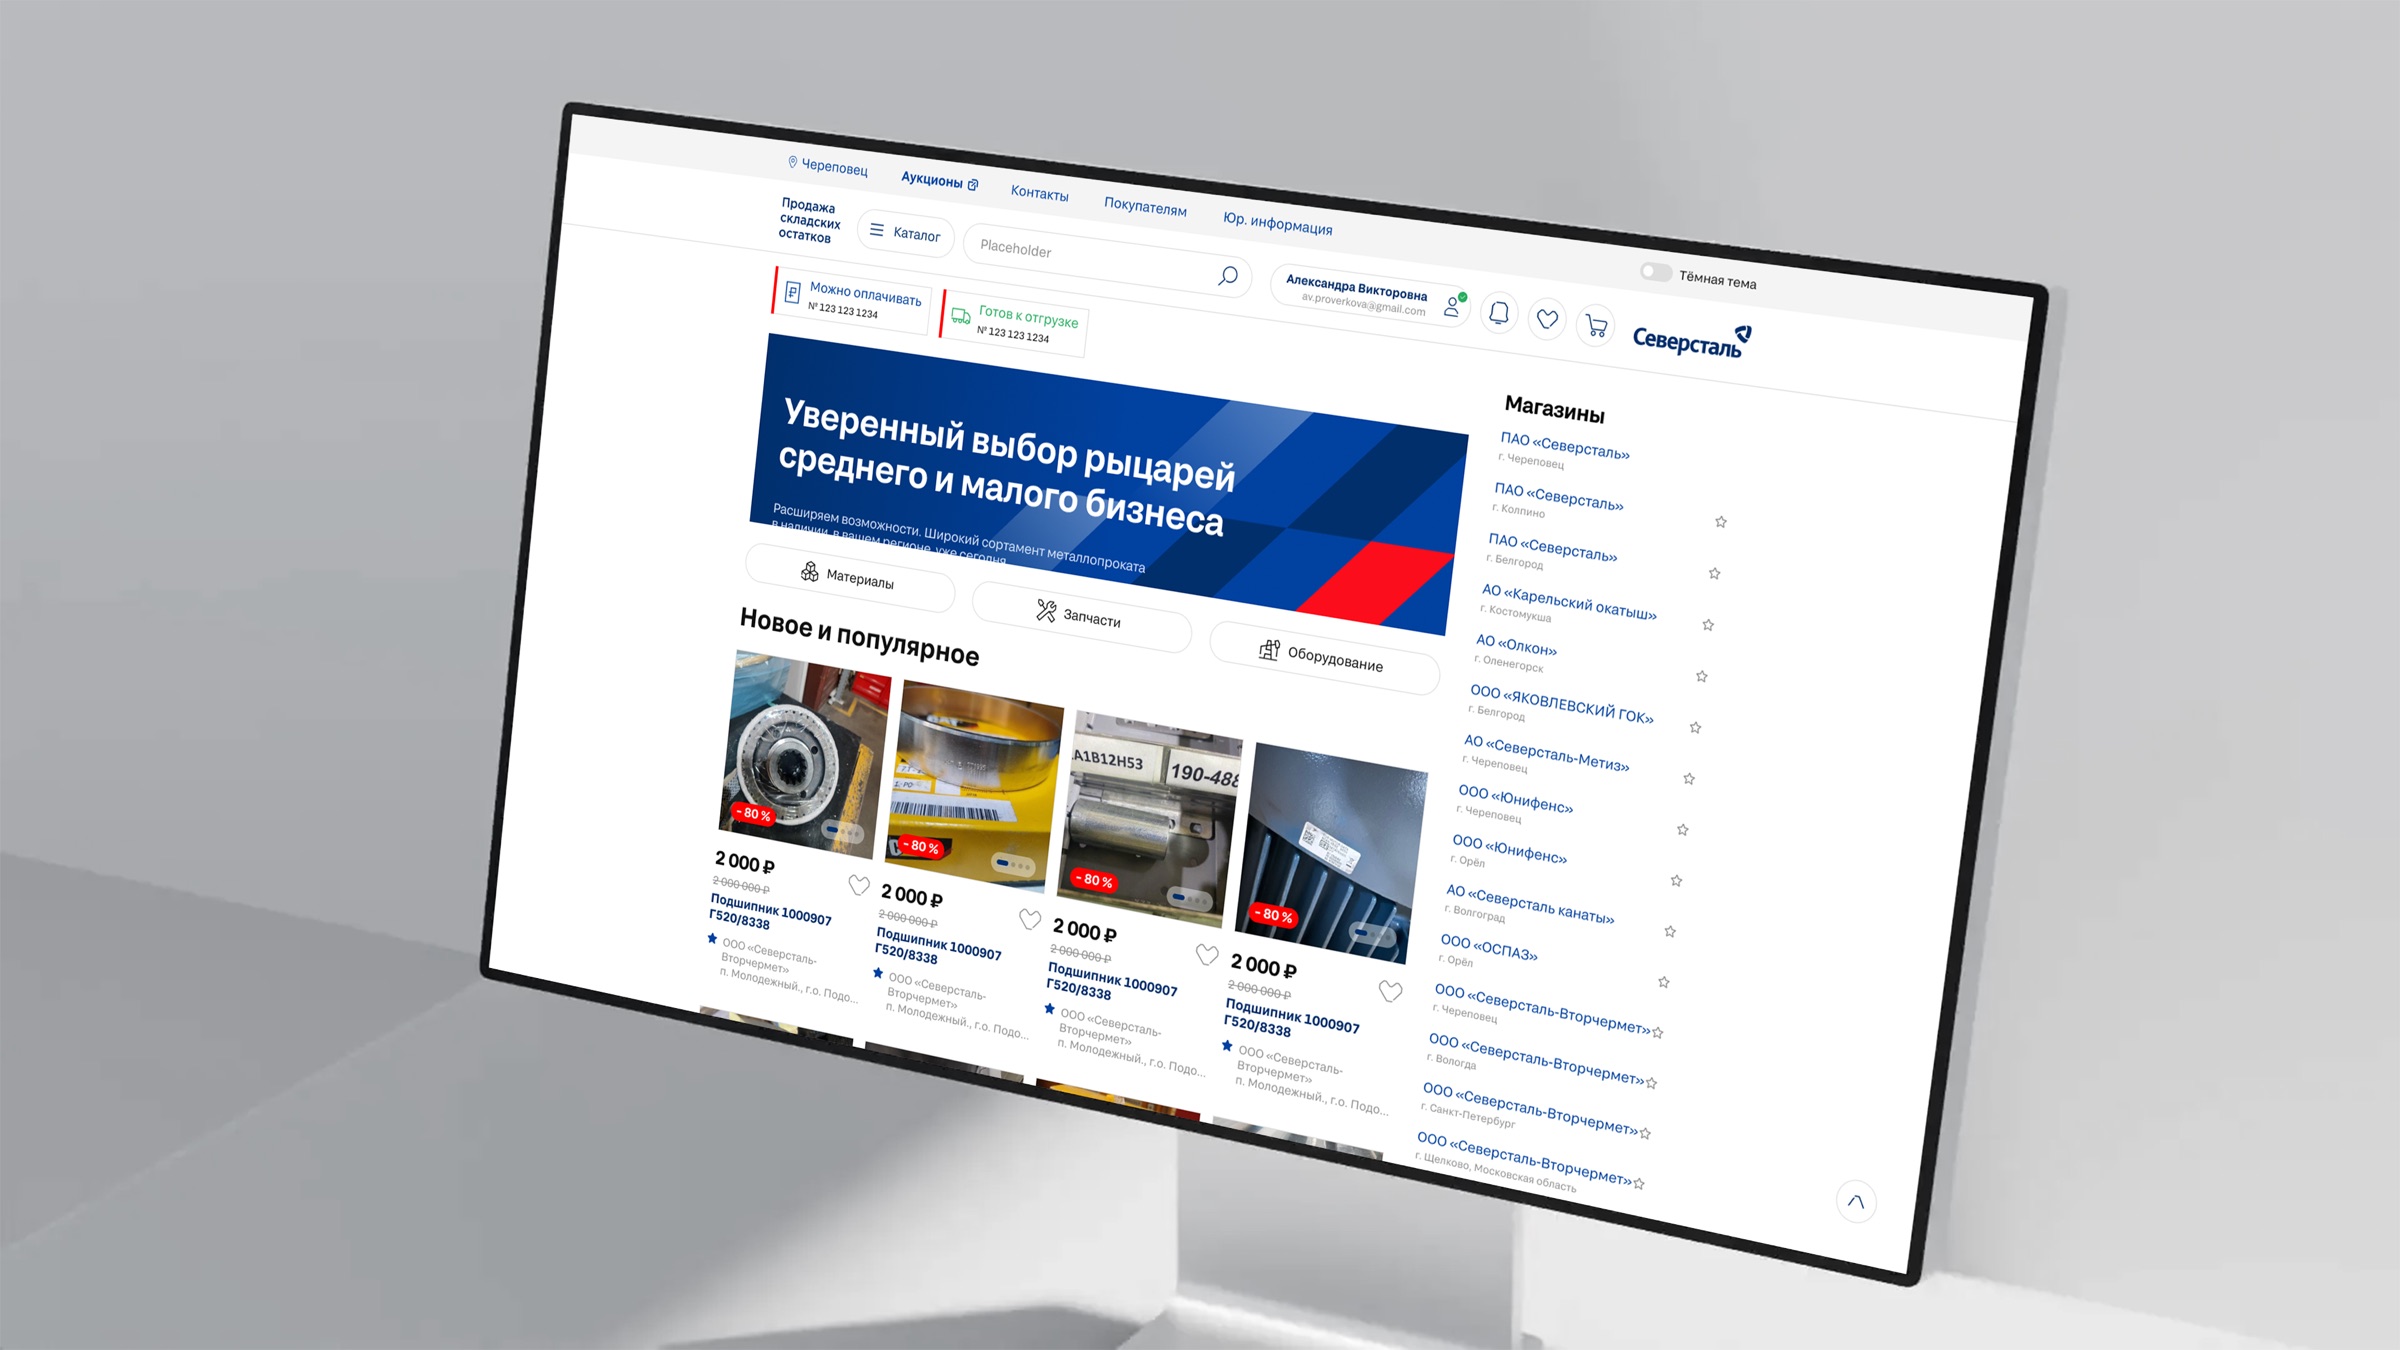 Череповец
Аукционы
Контакты
Покупателям
Юр. информация
Тёмная тема
Продажа
складских
остатков
Каталог
Placeholder
Александра Викторовна
av.proverkova@gmail.com
Северсталь
Можно оплачивать
№ 123 123 1234
Готов к отгрузке
№ 123 123 1234
Уверенный выбор рыцарей
среднего и малого бизнеса
Расширяем возможности. Широкий сортамент металлопроката
в наличии, в вашем регионе, уже сегодня
Материалы
Запчасти
Оборудование
Новое и популярное
A1B12H53
190-488
- 80 %
2 000 ₽
2 000 000 ₽
Подшипник 1000907
Г520/8338
ООО «Северсталь-
Вторчермет»
п. Молодежный., г.о. Подо...
- 80 %
2 000 ₽
2 000 000 ₽
Подшипник 1000907
Г520/8338
ООО «Северсталь-
Вторчермет»
п. Молодежный., г.о. Подо...
- 80 %
2 000 ₽
2 000 000 ₽
Подшипник 1000907
Г520/8338
ООО «Северсталь-
Вторчермет»
п. Молодежный., г.о. Подо...
- 80 %
2 000 ₽
2 000 000 ₽
Подшипник 1000907
Г520/8338
ООО «Северсталь-
Вторчермет»
п. Молодежный., г.о. Подо...
Магазины
ПАО «Северсталь»
г. Череповец
ПАО «Северсталь»
г. Колпино
ПАО «Северсталь»
г. Белгород
АО «Карельский окатыш»
г. Костомукша
АО «Олкон»
г. Оленегорск
ООО «ЯКОВЛЕВСКИЙ ГОК»
г. Белгород
АО «Северсталь-Метиз»
г. Череповец
ООО «Юнифенс»
г. Череповец
ООО «Юнифенс»
г. Орёл
АО «Северсталь канаты»
г. Волгоград
ООО «ОСПАЗ»
г. Орёл
ООО «Северсталь-Вторчермет»
г. Череповец
ООО «Северсталь-Вторчермет»
г. Вологда
ООО «Северсталь-Вторчермет»
г. Санкт-Петербург
ООО «Северсталь-Вторчермет»
г. Щелково, Московская область